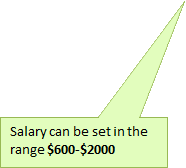 Salary can be set in the
range $600-$2000